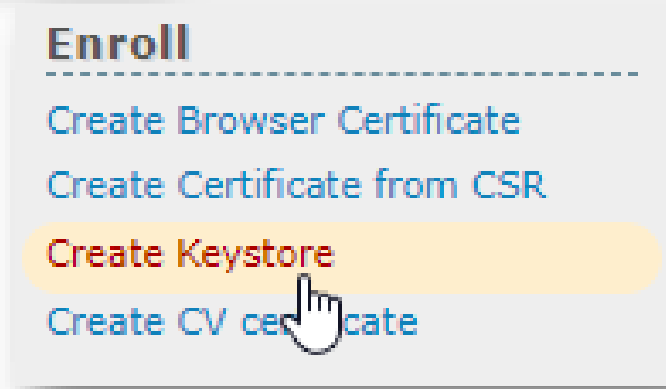 Enroll
Create Browser Certificate
Create Certificate from CSR
Create Keystore
Create CV